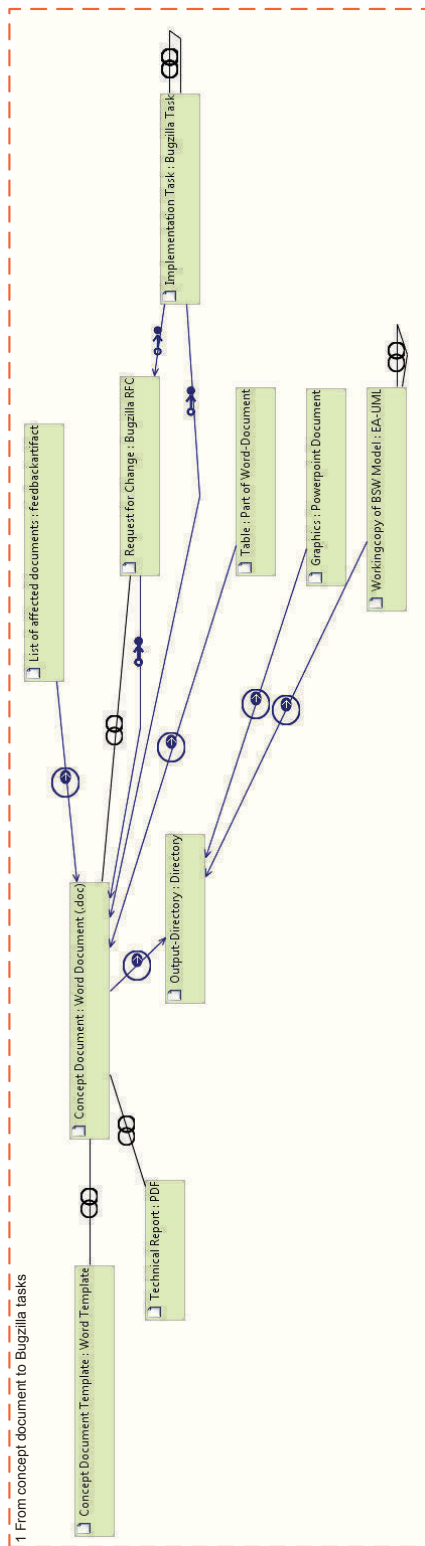 1 From concept document to Bugzilla tasks
Concept Document Template : Word Template
Concept Document : Word Document (.doc)
Technical Report : PDF
List of affected documents : feedbackartifact
Request for Change : Bugzilla RFC
Implementation Task : Bugzilla Task
Output-Directory : Directory
Table : Part of Word-Document
Graphics : Powerpoint Document
Workingcopy of BSW Model : EA-UML